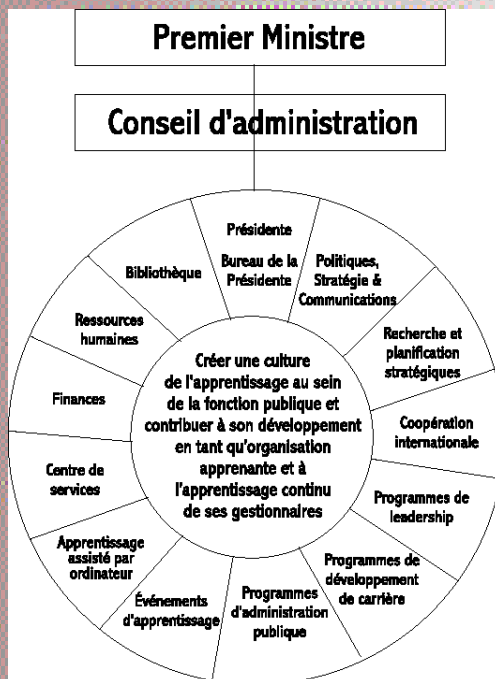 Premier Ministre
Conseil d'administration
Présidente
Bureau de la
Présidente
Politiques,
Stratégie &
Communications
Recherche et
planification
stratégiques
Coopération
internationale
Programmes de
leadership
Programmes de
développement
de carrière
Programmes
d'administration
publique
Événements
d'apprentissage
Apprentissage
assisté par
ordinateur
Centre de
services
Finances
Ressources
humaines
Bibliothèque
Créer une culture
de l'apprentissage au sein
de la fonction publique et
contribuer à son développement
en tant qu'organisation
apprenante et à
l'apprentissage continu
de ses gestionnaires